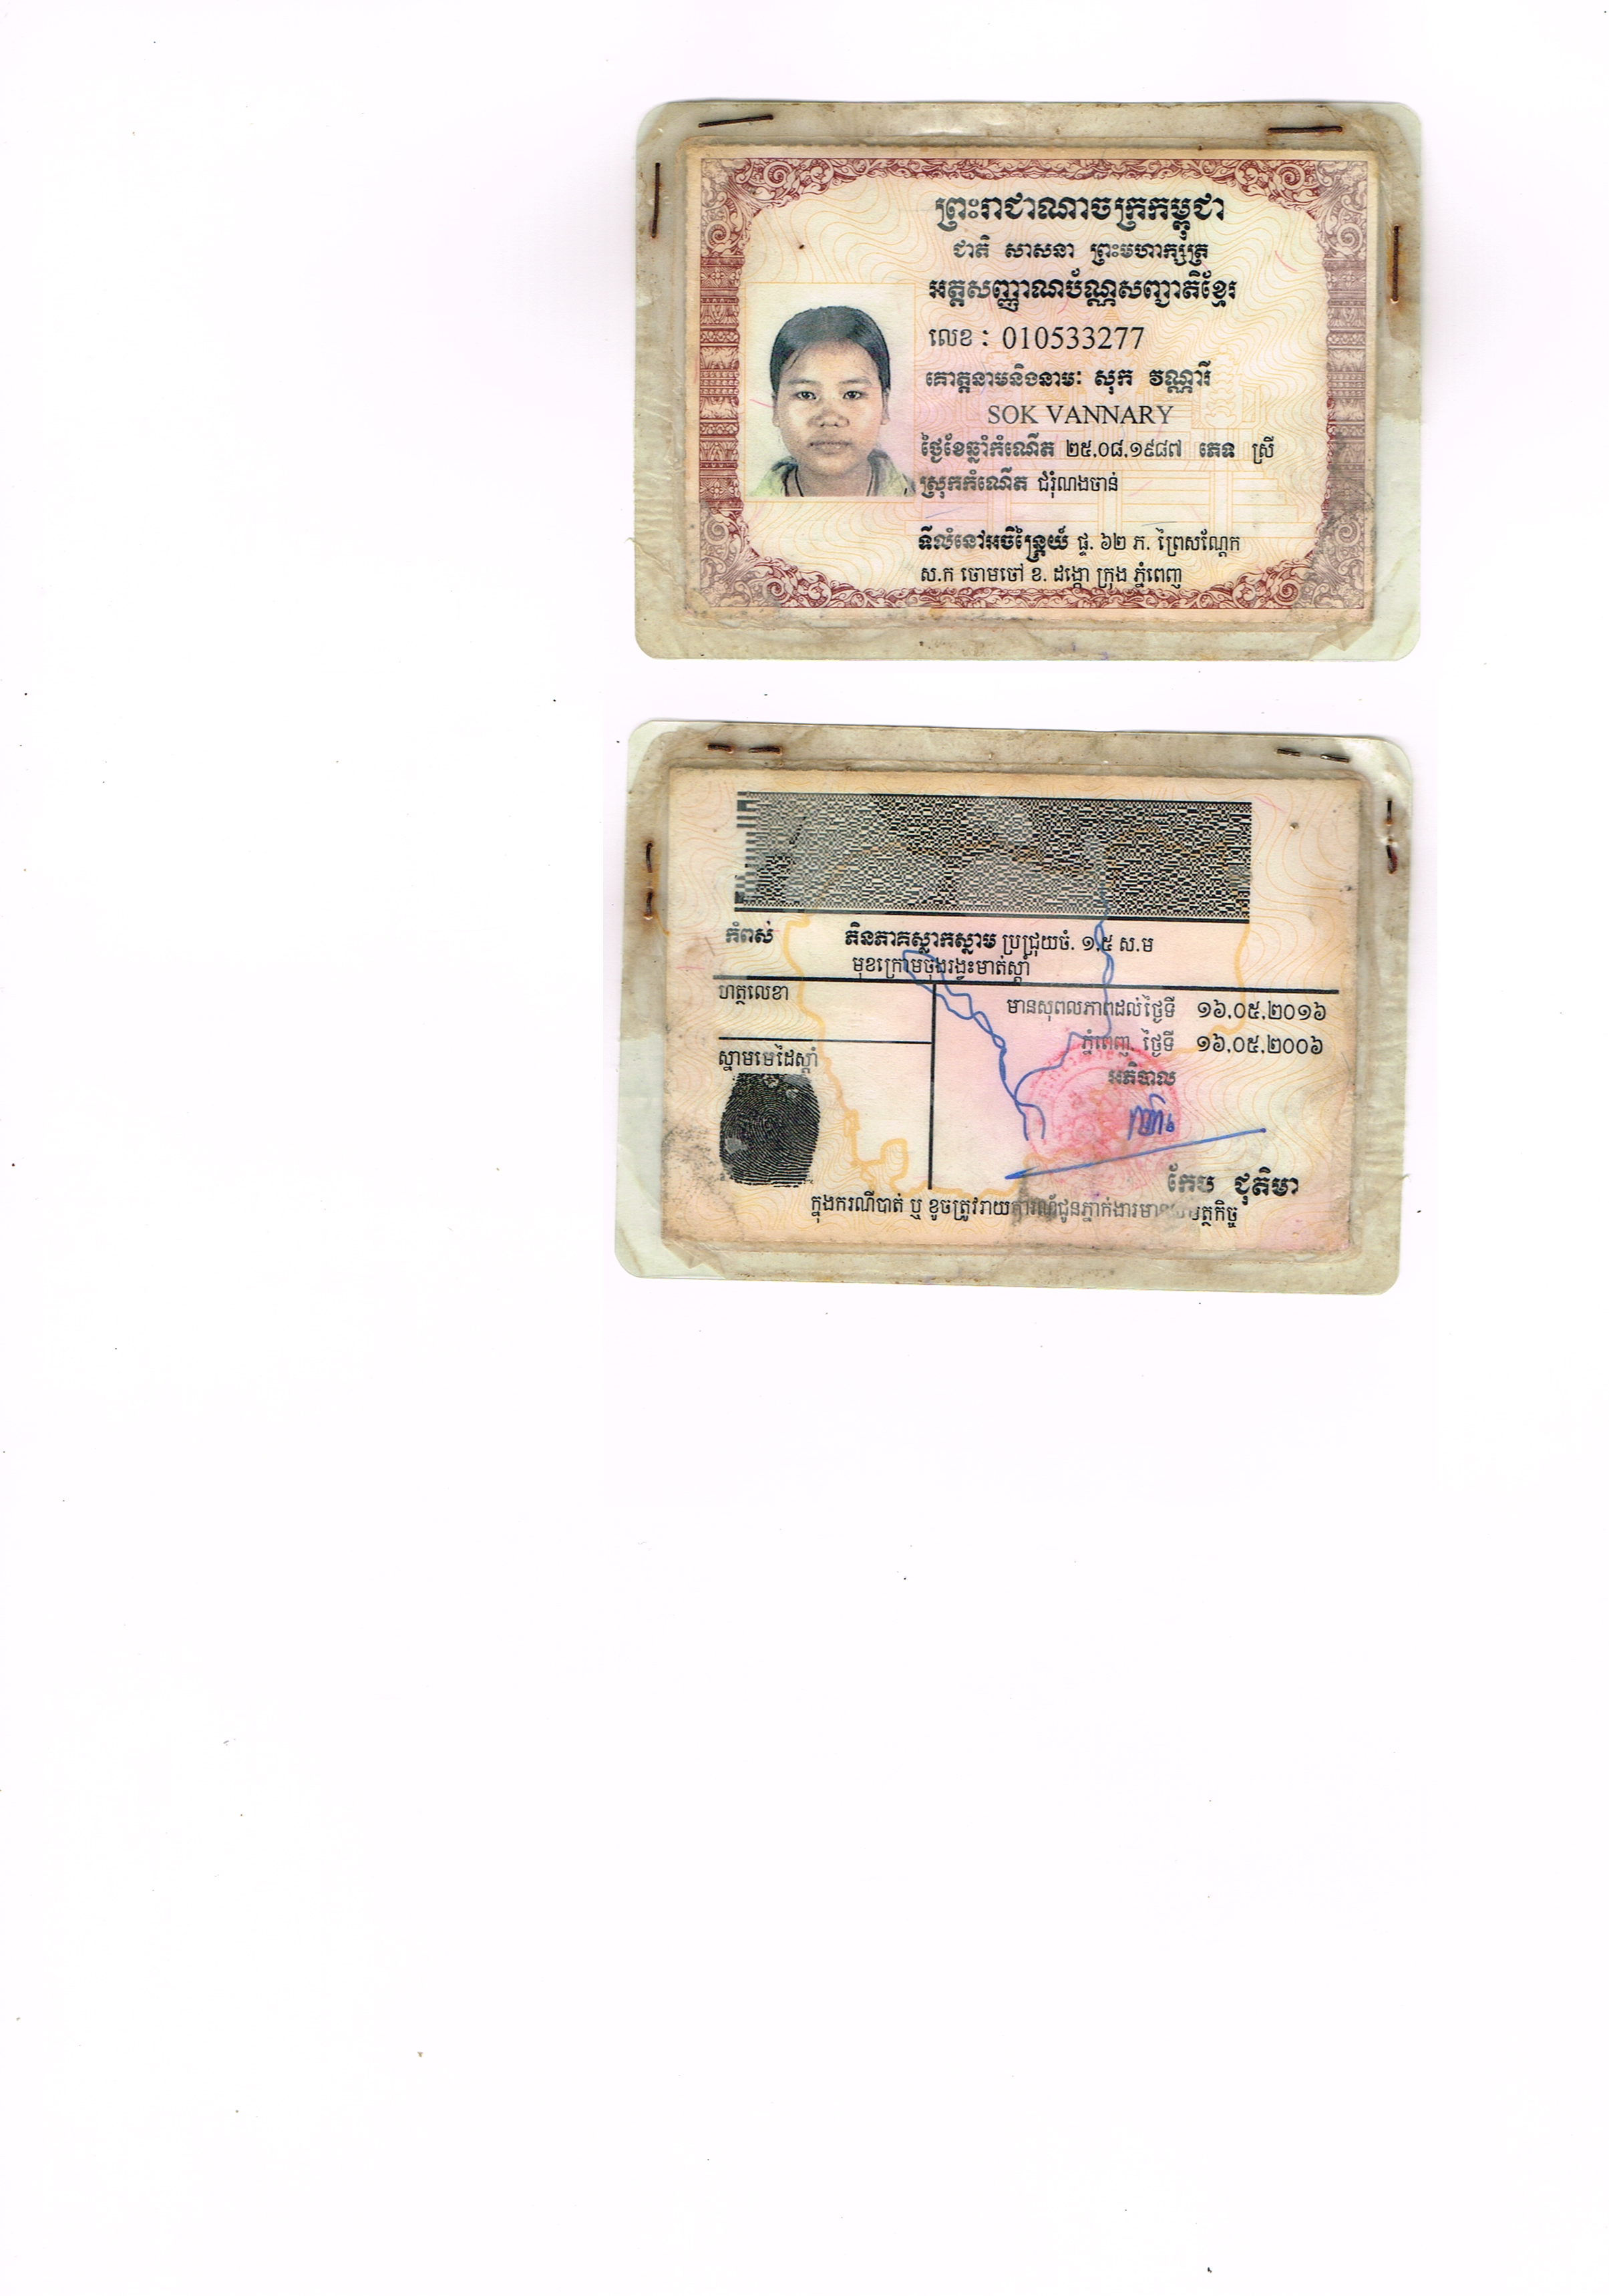 ព្រះរាជាណាចក្រកម្ពុជា
ជាតិ សាសនា ព្រះមហាក្សត្រ
អត្តសញ្ញាណប័ណ្ណសញ្ជាតិខ្មែរ
លេខ : 010533277
គោត្តនាមនិងនាម: សុក វណ្ណារី
SOK VANNARY
ថ្ងៃខែឆ្នាំកំណើត ២៥.០៨.១៩៨៧ ភេទ ស្រី
ស្រុកកំណើត ជំរុំណងចាន់
ទីលំនៅអចិន្ត្រៃយ៍ ផ្ទ. ៦២ ភ. ព្រៃសណ្តែក
ស.ក ចោមចៅ ខ. ដង្កោ ក្រុង ភ្នំពេញ
កំពស់ ភិនភាគស្លាកស្នាម ប្រជ្រុយចំ. ១.៥ ស.ម
មុខក្រោមចុងរង្វះមាត់ស្តាំ
ហត្ថលេខា
មានសុពលភាពដល់ថ្ងៃទី ១៦.០៥.២០១៦
ភ្នំពេញ ថ្ងៃទី ១៦.០៥.២០០៦
ស្នាមមេដៃស្តាំ
អភិបាល
កែប ជុតិមា
ក្នុងករណីបាត់ ឬ ខូចត្រូវរាយការណ៍ជូនភ្នាក់ងារមានសមត្ថកិច្ច